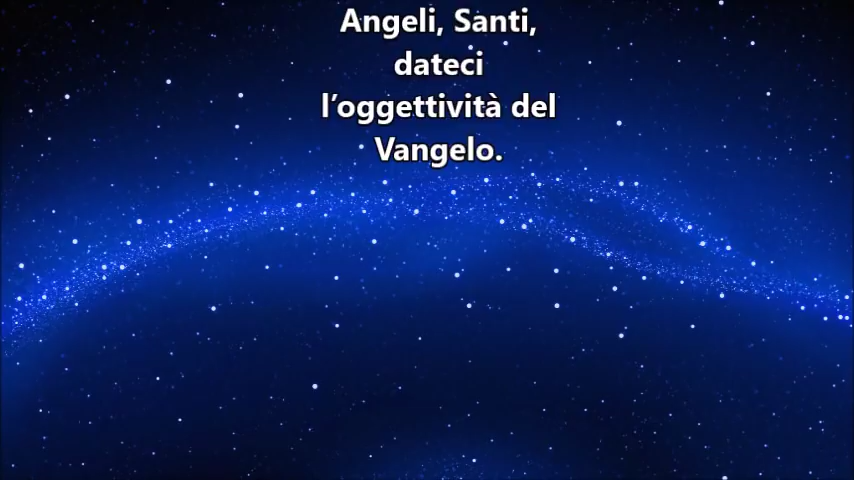 Angeli, Santi,
dateci
l’oggettività del
Vangelo.